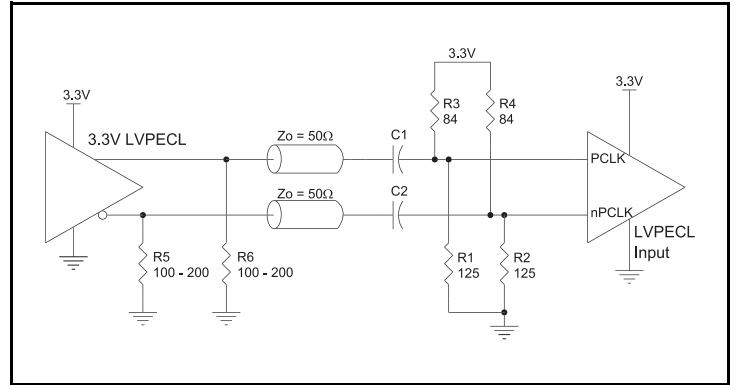 3.3V
3.3V
3.3V
3.3V LVPECL
R3
84
R4
84
Zo = 50Ω
C1
PCLK
Zo = 50Ω
C2
nPCLK
LVPECL
Input
R5
100 - 200
R6
100 - 200
R1
125
R2
125